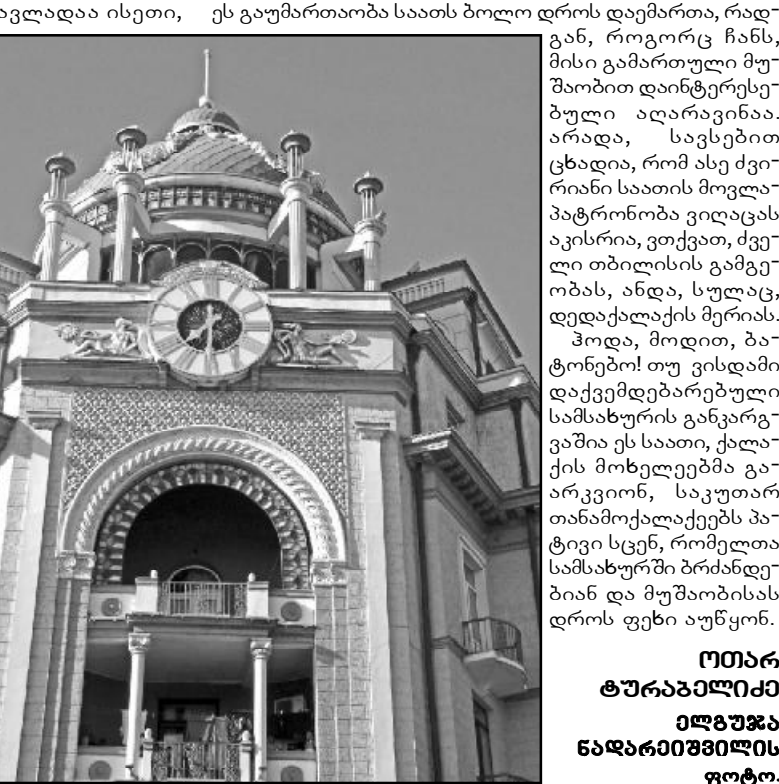 ავლადაა ისეთი,
ეს გაუმართაობა საათს ბოლო დროს დაემართა, რად-
გან, როგორც ჩანს,
მისი გამართული მუ-
შაობით დაინტერესე-
ბული აღარავინაა.
არადა, სავსებით
ცხადია, რომ ასე ძვი-
რიანი საათის მოვლა-
პატრონობა ვიღაცას
აკისრია, ვთქვათ, ძვე-
ლი თბილისის გამგე-
ობას, ანდა, სულაც,
დედაქალაქის მერიას.
ჰოდა, მოდით, ბა-
ტონებო! თუ ვისდამი
დაქვემდებარებული
სამსახურის განკარგ-
ვაშია ეს საათი, ქალა-
ქის მოხელეებმა გა-
არკვიონ, საკუთარ
თანამოქალაქეებს პა-
ტივი სცენ, რომელთა
სამსახურში ბრძანდე-
ბიან და მუშაობისას
დროს ფეხი აუწყონ.
ოთარ
ტურაბელიძე
ელგუჯა
ნადარეიშვილის
ფოტო.